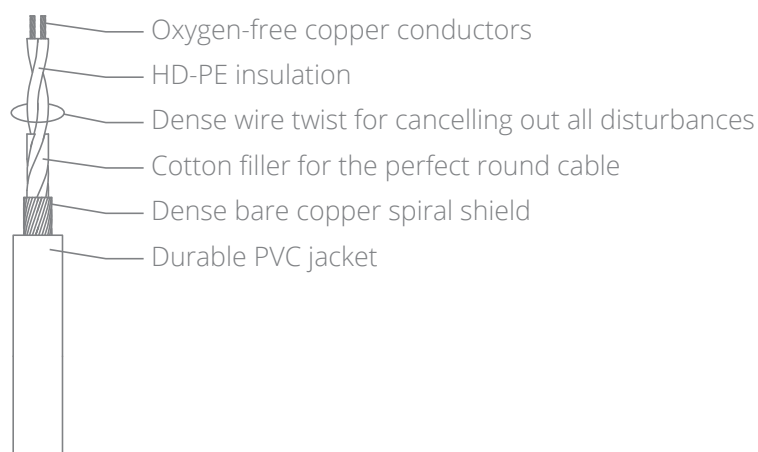 Oxygen-free copper conductors
HD-PE insulation
Dense wire twist for cancelling out all disturbances
Cotton filler for the perfect round cable
Dense bare copper spiral shield
Durable PVC jacket